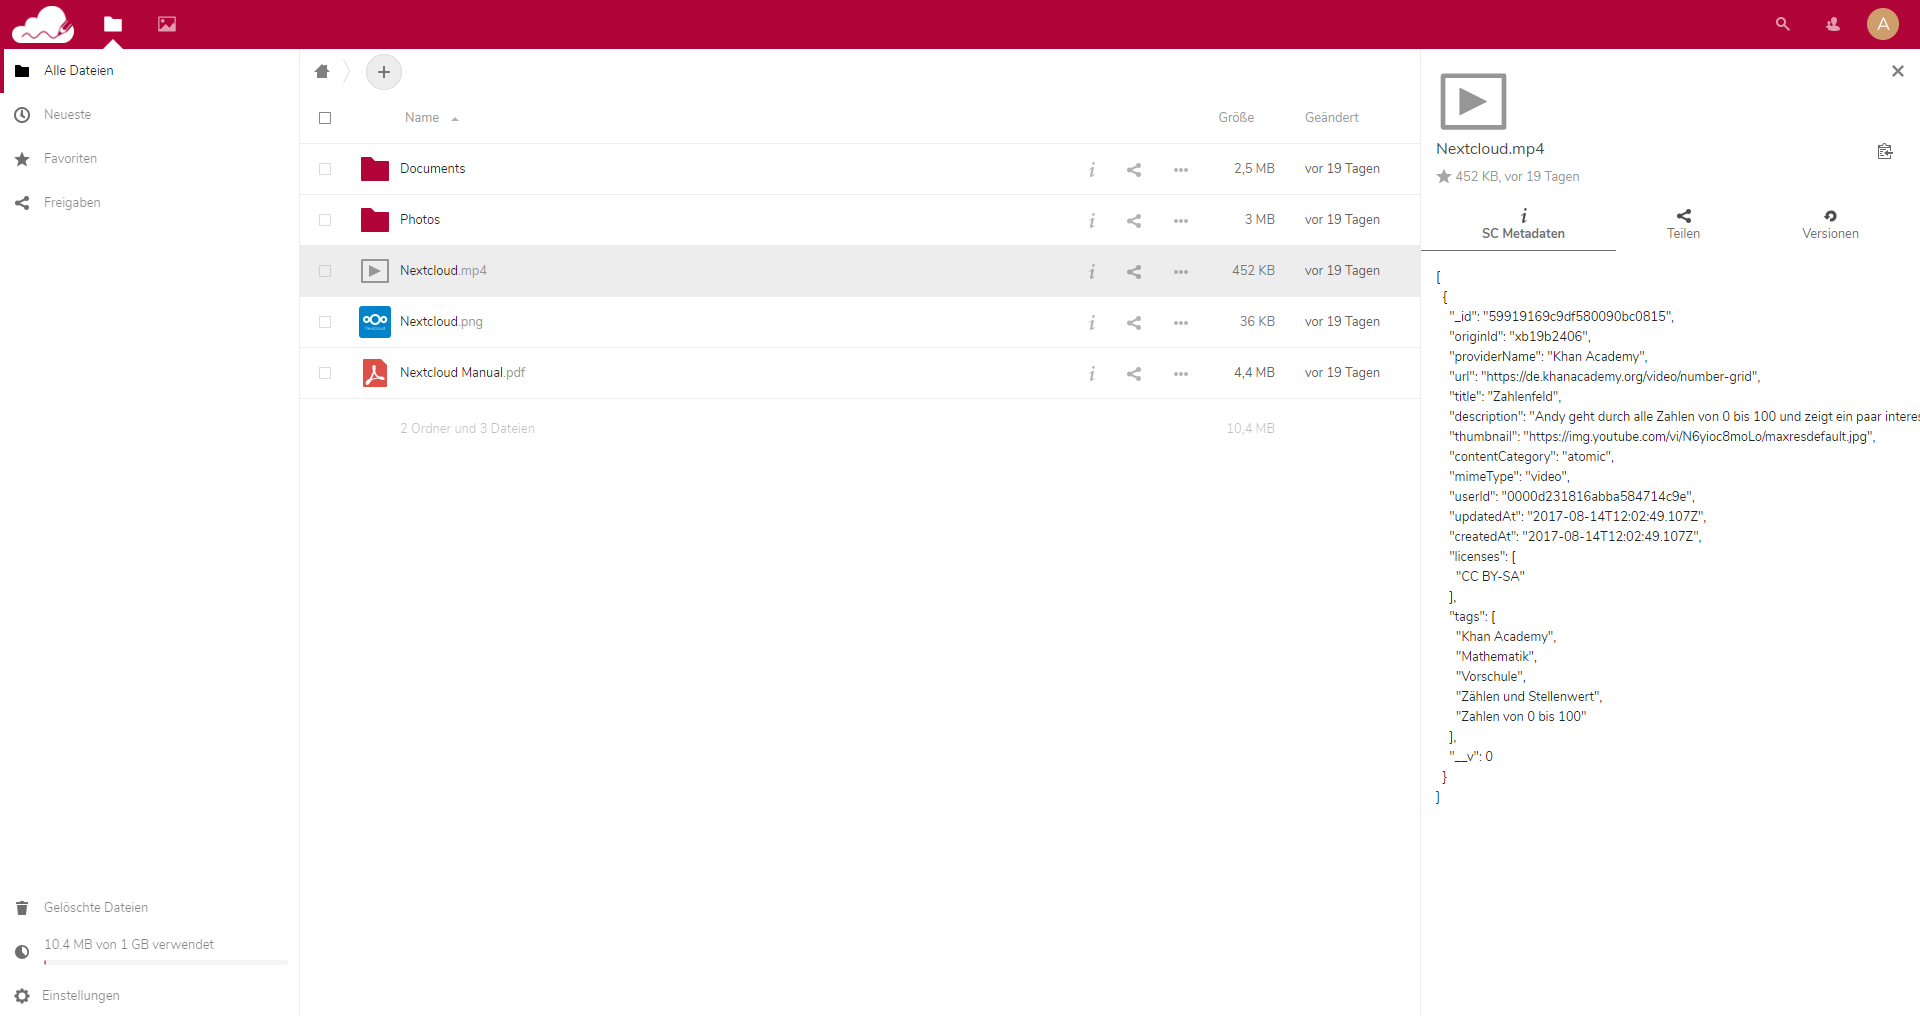 A
Alle Dateien
Neueste
Favoriten
Freigaben
Gelöschte Dateien
10.4 MB von 1 GB verwendet
Einstellungen
Name Größe Geändert
Documents 2,5 MB vor 19 Tagen
Photos 3 MB vor 19 Tagen
Nextcloud.mp4 452 KB vor 19 Tagen
Nextcloud.png 36 KB vor 19 Tagen
Nextcloud Manual.pdf 4,4 MB vor 19 Tagen
2 Ordner und 3 Dateien 10,4 MB
Nextcloud.mp4
452 KB, vor 19 Tagen
SC Metadaten Teilen Versionen
[
{
"_id": "59919169c9df580090bc0815",
"originId": "xb19b2406",
"providerName": "Khan Academy",
"url": "https://de.khanacademy.org/video/number-grid",
"title": "Zahlenfeld",
"description": "Andy geht durch alle Zahlen von 0 bis 100 und zeigt ein paar interes
"thumbnail": "https://img.youtube.com/vi/N6yioc8moLo/maxresdefault.jpg",
"contentCategory": "atomic",
"mimeType": "video",
"userId": "0000d231816abba584714c9e",
"updatedAt": "2017-08-14T12:02:49.107Z",
"createdAt": "2017-08-14T12:02:49.107Z",
"licenses": [
"CC BY-SA"
],
"tags": [
"Khan Academy",
"Mathematik",
"Vorschule",
"Zählen und Stellenwert",
"Zahlen von 0 bis 100"
],
"__v": 0
}
]